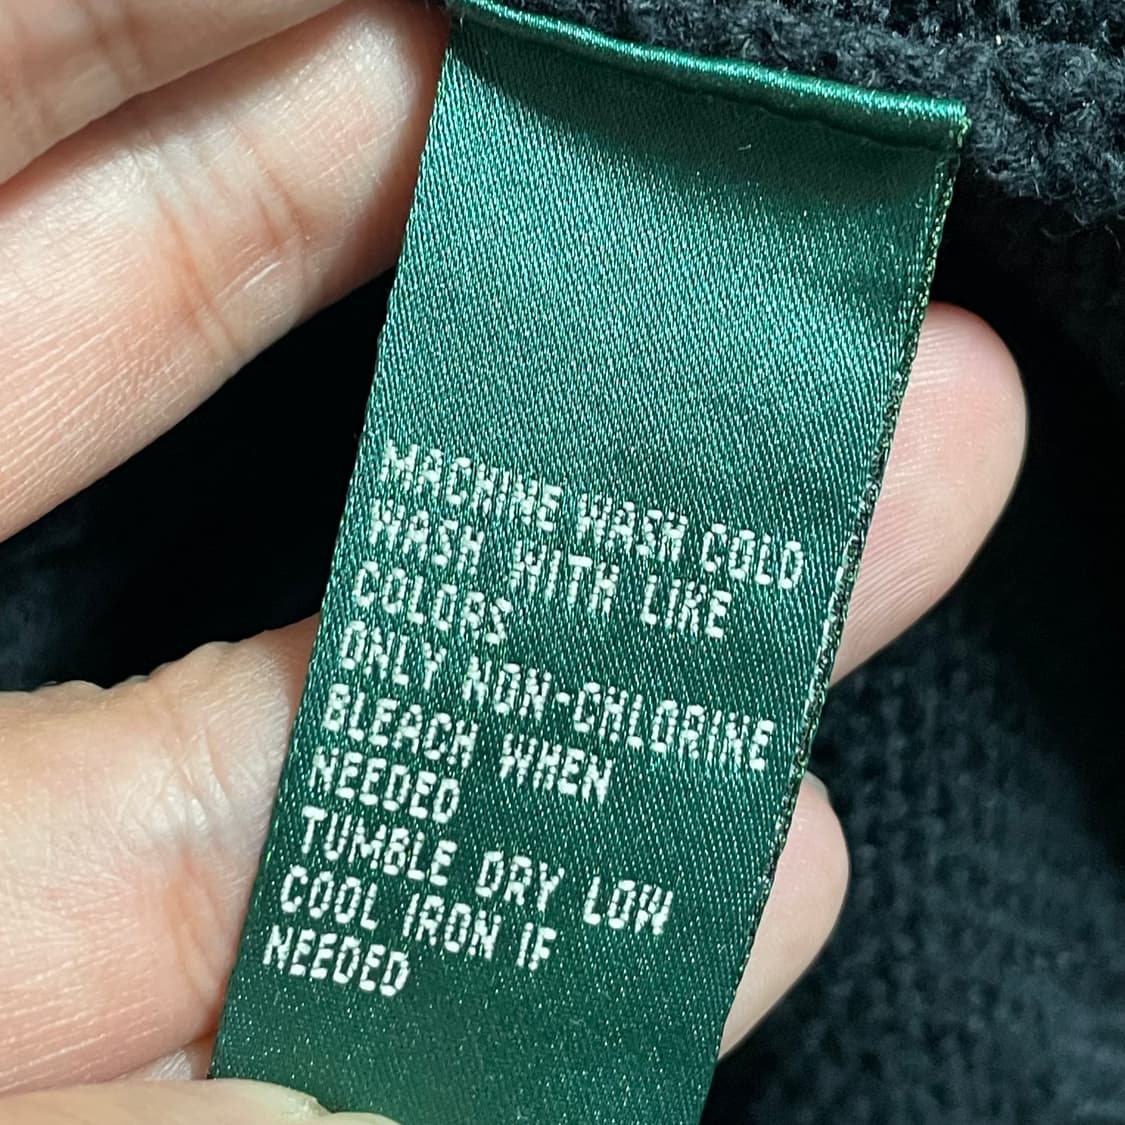 MACHINE WASH COLD
WASH WITH LIKE
COLORS
ONLY NON-CHLORINE
BLEACH WHEN
NEEDED
TUMBLE DRY LOW
COOL IRON IF
NEEDED